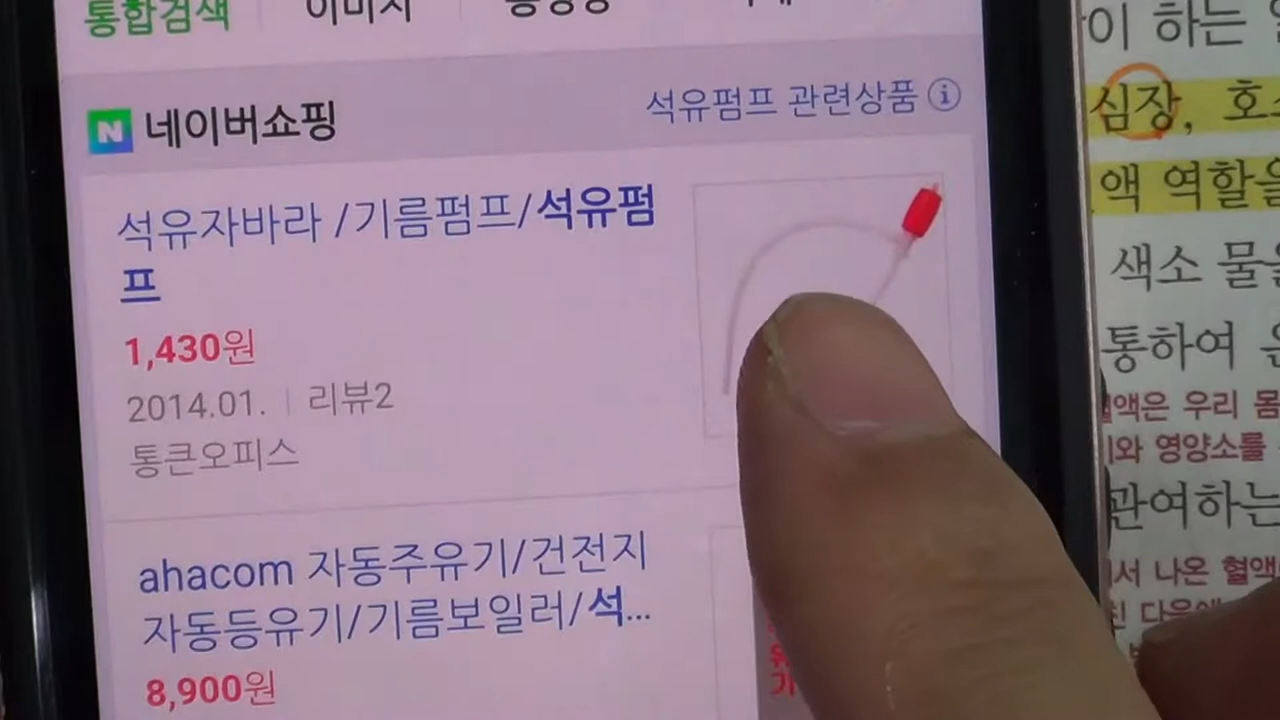 통합검색
이미지
네이버쇼핑
석유펌프 관련상품
석유자바라 /기름펌프/석유펌
프
1,430원
2014.01. | 리뷰2
통큰오피스
ahacom 자동주유기/건전지
자동등유기/기름보일러/석...
8,900원
이 하는
심장, 호
액 역할을
색소 물
통하여
혈액은 우리 몸
와 영양소를
관여하는
서 나온 혈액